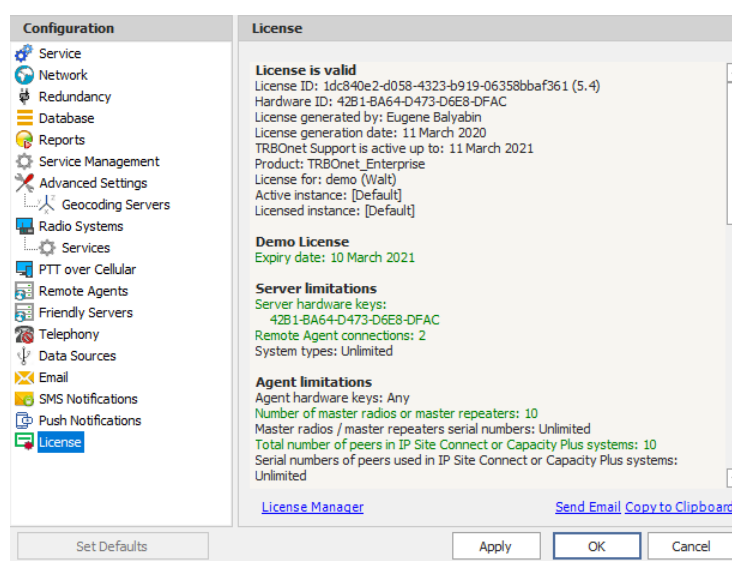 Configuration
Service
Network
Redundancy
Database
Reports
Service Management
Advanced Settings
Geocoding Servers
Radio Systems
Services
PTT over Cellular
Remote Agents
Friendly Servers
Telephony
Data Sources
Email
SMS Notifications
Push Notifications
License
License
License is valid
License ID: 1dc840e2-d058-4323-b919-06358bbaf361 (5.4)
Hardware ID: 42B1-BA64-D473-D6E8-DFAC
License generated by: Eugene Balyabin
License generation date: 11 March 2020
TRBOnet Support is active up to: 11 March 2021
Product: TRBOnet_Enterprise
License for: demo (Walt)
Active instance: [Default]
Licensed instance: [Default]
Demo License
Expiry date: 10 March 2021
Server limitations
Server hardware keys:
42B1-BA64-D473-D6E8-DFAC
Remote Agent connections: 2
System types: Unlimited
Agent limitations
Agent hardware keys: Any
Number of master radios or master repeaters: 10
Master radios / master repeaters serial numbers: Unlimited
Total number of peers in IP Site Connect or Capacity Plus systems: 10
Serial numbers of peers used in IP Site Connect or Capacity Plus systems:
Unlimited
License Manager
Send Email Copy to Clipboard
Set Defaults
Apply
OK
Cancel